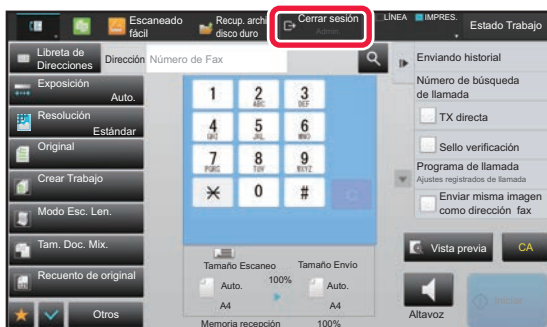 Escaneado
fácil
Recup. archi
disco duro
Cerrar sesión
Admin.
LÍNEA
IMPRES.
Estado Trabajo
Libreta de
Direcciones
Dirección
Número de Fax
Enviando historial
Exposición
Auto.
Número de búsqueda
de llamada
Resolución
Estándar
TX directa
Original
Sello verificación
Crear Trabajo
Programa de llamada
Ajustes registrados de llamada
Modo Esc. Len.
Enviar misma imagen
como dirección fax
Tam. Doc. Mix.
Recuento de original
Otros
1
2 ABC
3 DEF
4 GHI
5 JKL
6 MNO
7 PQRS
8 TUV
9 WXYZ
0
#
C
Tamaño Escaneo
Tamaño Envío
100%
Auto.
Auto.
A4
A4
Memoria recepción
100%
Vista previa
CA
Altavoz
Iniciar